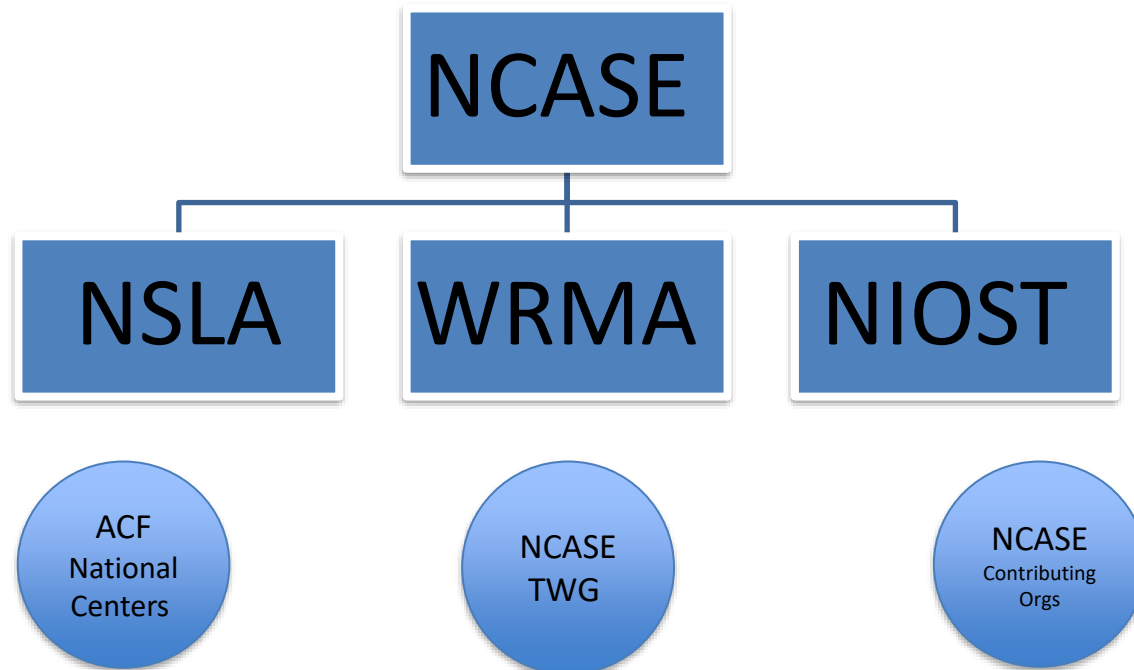 NCASE
NSLA
WRMA
NIOST
ACF
National
Centers
NCASE
TWG
NCASE
Contributing
Orgs